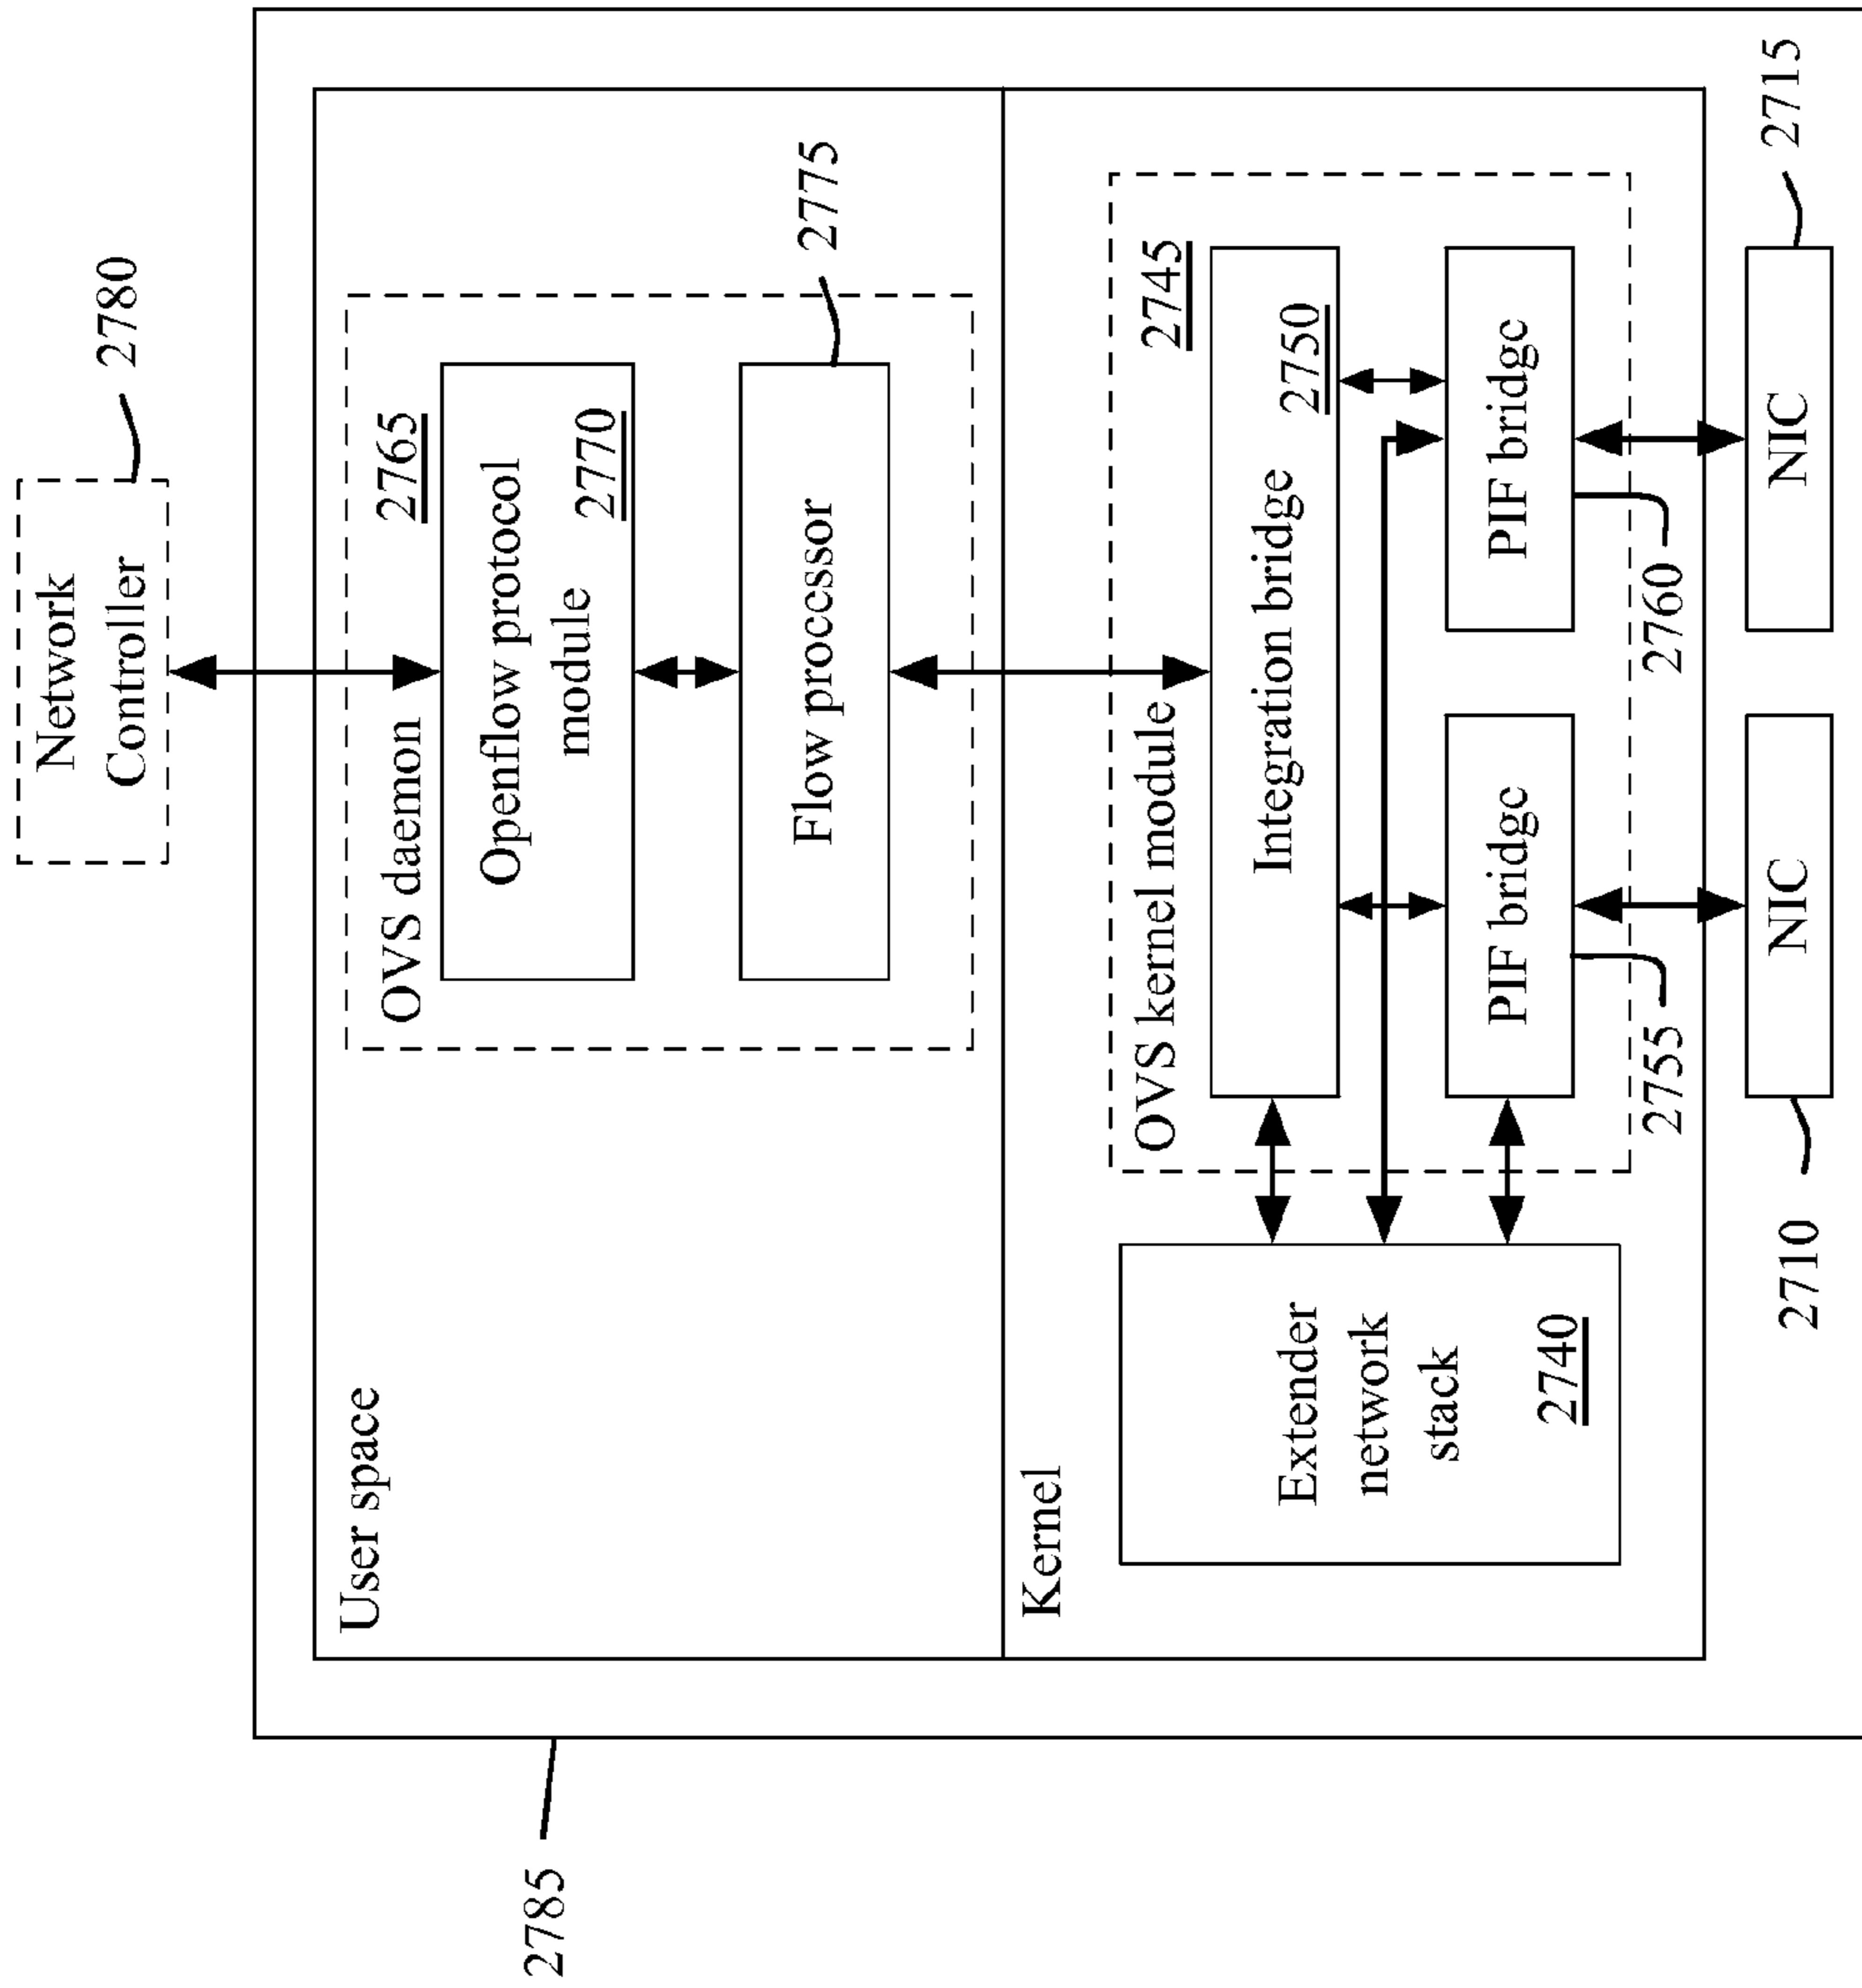 Network
Controller
2780
2785
User space
OVS daemon
2765
Openflow protocol
module
2770
Flow processor
2775
Kernel
OVS kernel module
2745
Extender
network
stack
2740
Integration bridge
2750
PIF bridge
PIF bridge
2755
2760
NIC
NIC
2710
2715